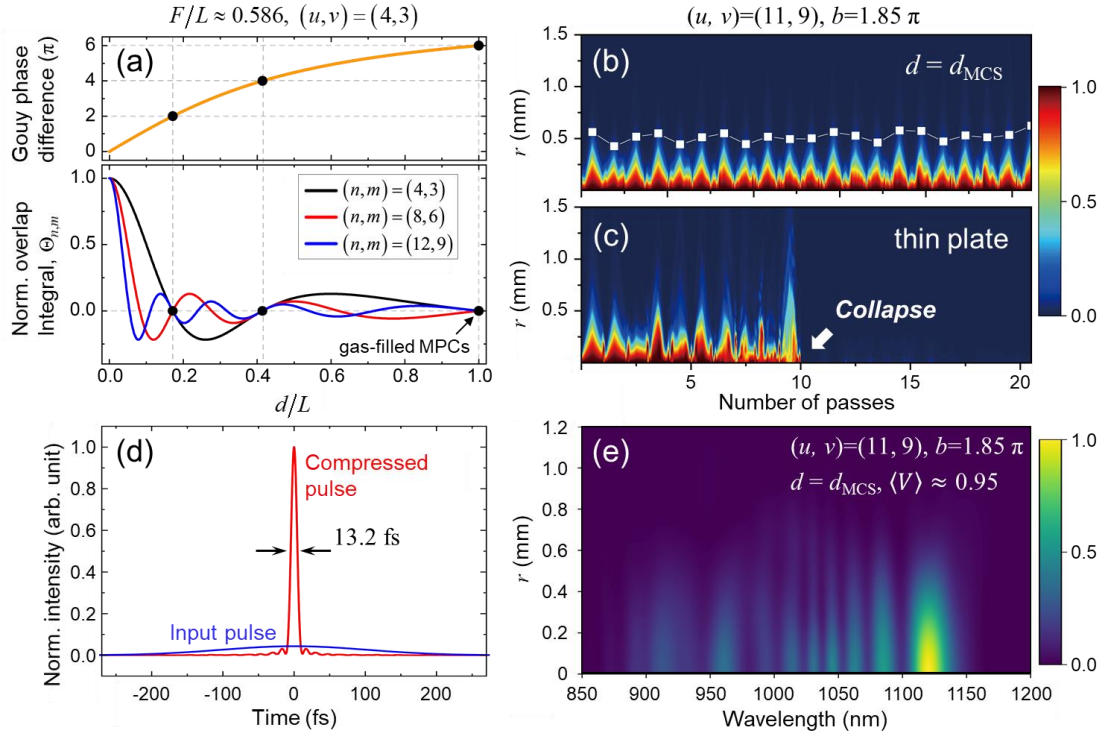 F/L ≈ 0.586, (u,v) = (4,3)
(a)
Gouy phase
difference (π)
6
4
2
0
Norm. overlap
Integral, Θn,m
1.0
0.5
0.0
(n,m) = (4,3)
(n,m) = (8,6)
(n,m) = (12,9)
gas-filled MPCs
0.0 0.2 0.4 0.6 0.8 1.0
d/L
(u, v)=(11, 9), b=1.85 π
(b)
d = dMCS
r (mm)
1.5
1.0
0.5
(c)
thin plate
Collapse
r (mm)
1.5
1.0
0.5
5 10 15 20
Number of passes
1.0
0.5
0.0
(d)
Norm. intensity (arb. unit)
1.0
0.8
0.6
0.4
0.2
0.0
Compressed
pulse
13.2 fs
Input pulse
-200 -100 0 100 200
Time (fs)
(e)
(u, v)=(11, 9), b=1.85 π
d = dMCS, ⟨V⟩ ≈ 0.95
r (mm)
1.2
1.0
0.8
0.6
0.4
0.2
0
850 900 950 1000 1050 1100 1120 1200
Wavelength (nm)
1.0
0.5
0.0